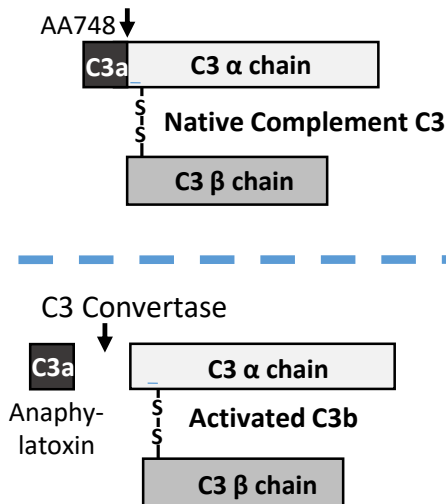 AA748
C3a C3 α chain
S
S
Native Complement C3
C3 β chain
C3 Convertase
C3a C3 α chain
Anaphy-
latoxin
S
S
Activated C3b
C3 β chain